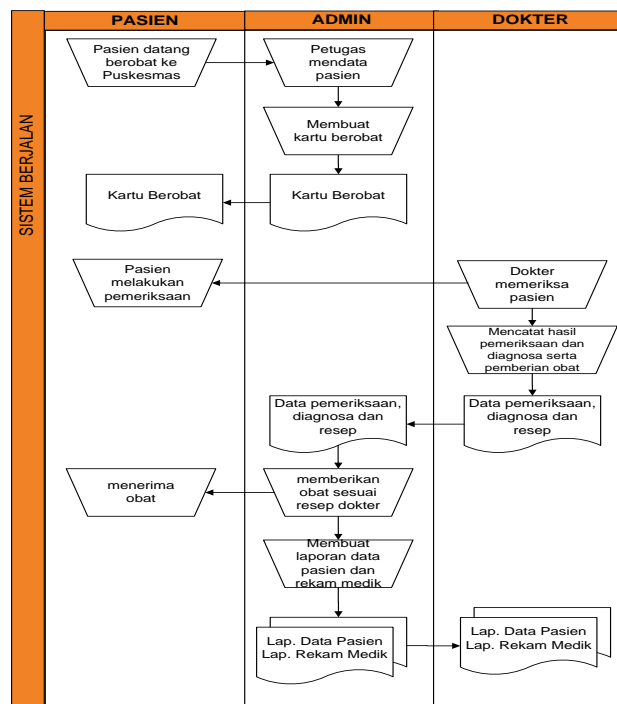 PASIEN
ADMIN
DOKTER
SISTEM BERJALAN
Pasien datang
berobat ke
Puskesmas
Petugas
mendata
pasien
Membuat
kartu berobat
Kartu Berobat
Kartu Berobat
Pasien
melakukan
pemeriksaan
Dokter
memeriksa
pasien
Mencatat hasil
pemeriksaan dan
diagnosa serta
pemberian obat
Data pemeriksaan,
diagnosa dan
resep
Data pemeriksaan,
diagnosa dan
resep
menerima
obat
memberikan
obat sesuai
resep dokter
Membuat
laporan data
pasien dan
rekam medik
Lap. Data Pasien
Lap. Rekam Medik
Lap. Data Pasien
Lap. Rekam Medik